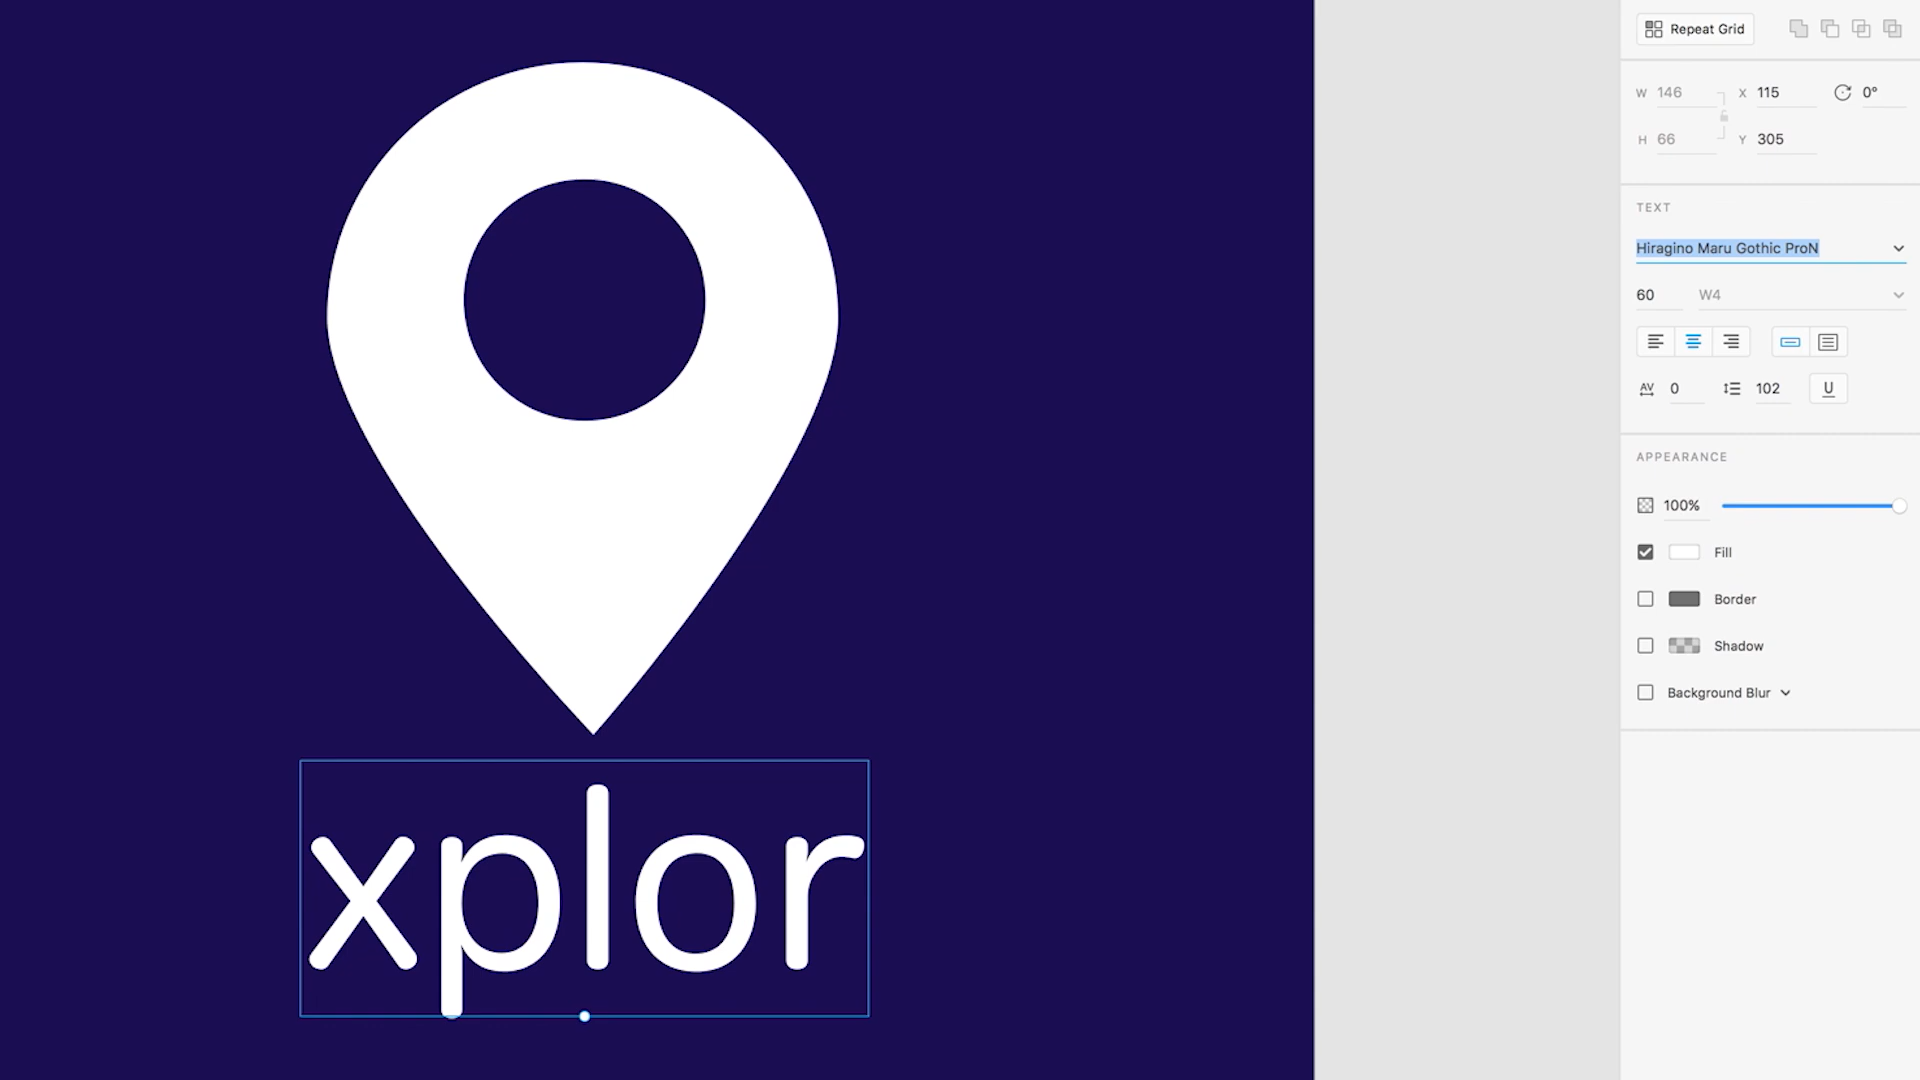 Repeat Grid
W 146 X 115 0°
H 66 Y 305
TEXT
Hiragino Maru Gothic ProN
60 W4
AV 0 102 U
APPEARANCE
100%
Fill
Border
Shadow
Background Blur
xplor